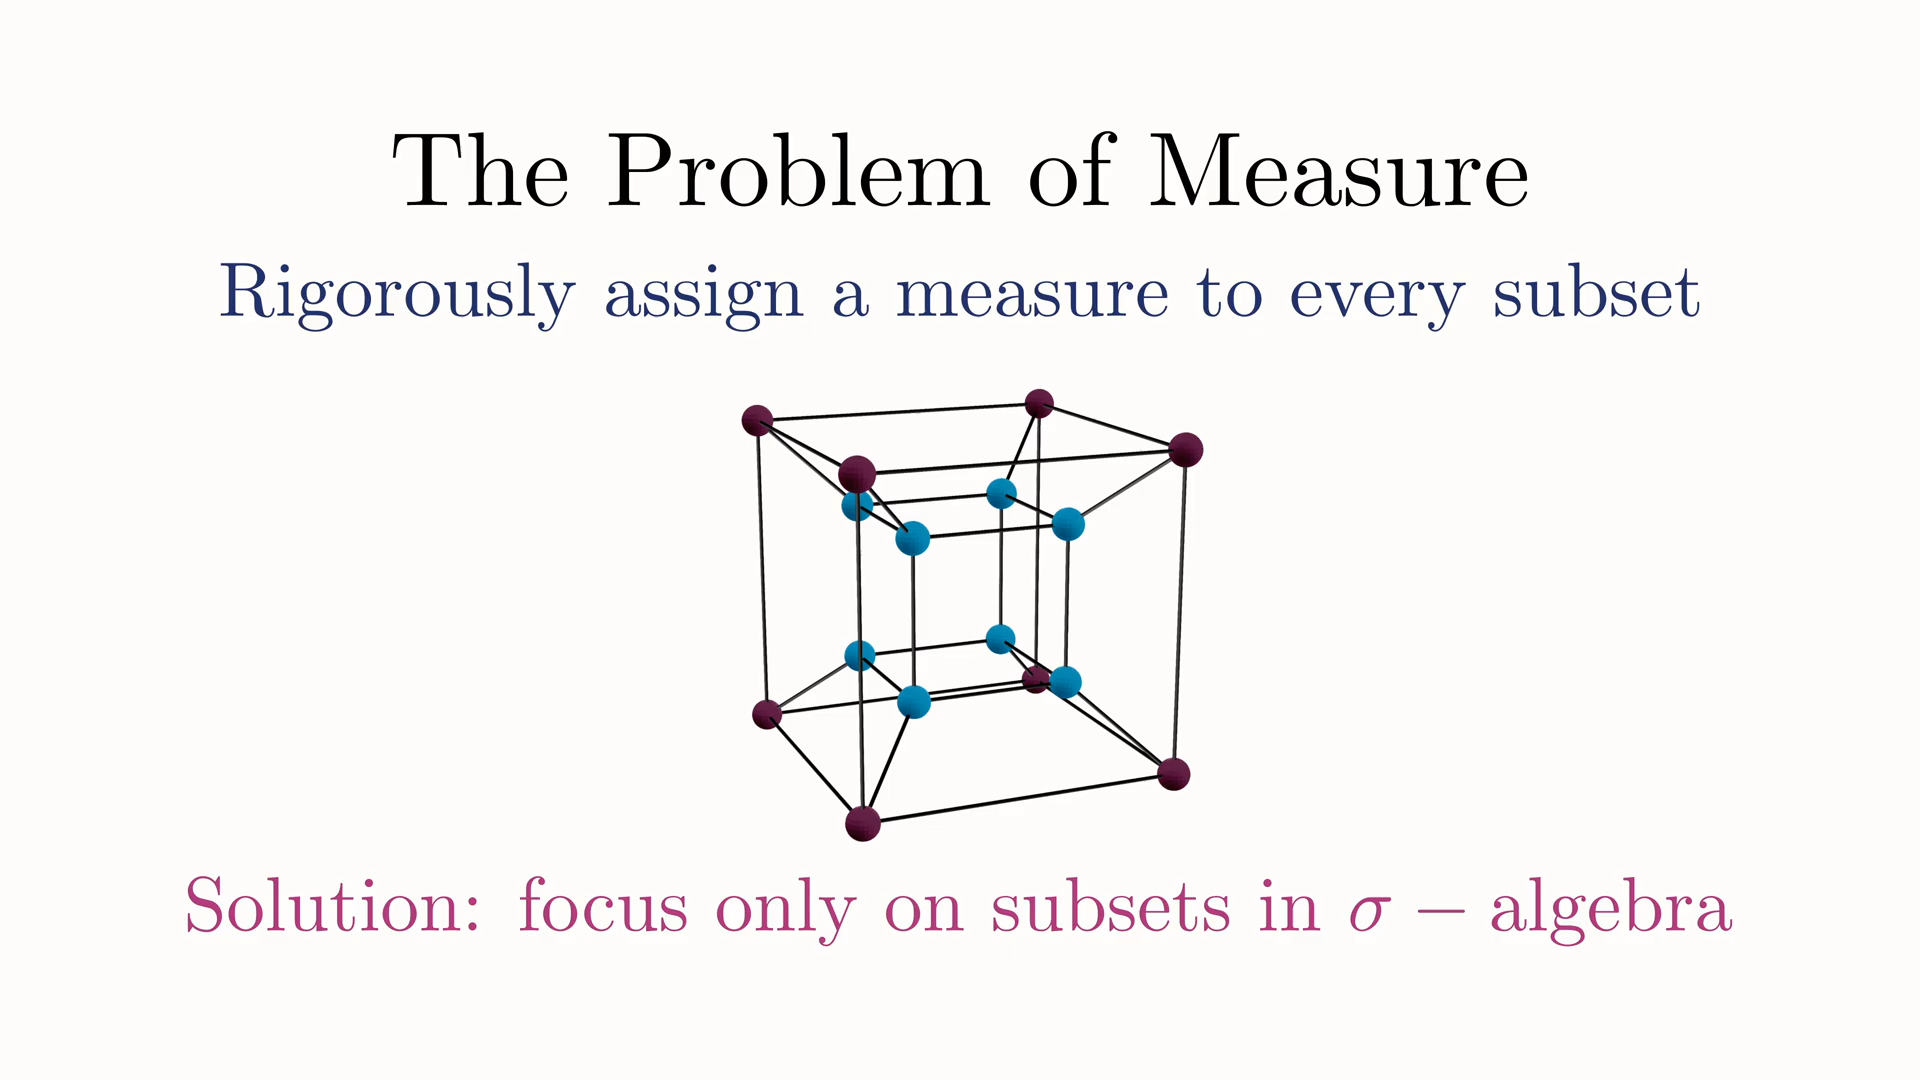 The Problem of Measure
Rigorously assign a measure to every subset
Solution: focus only on subsets in σ − algebra